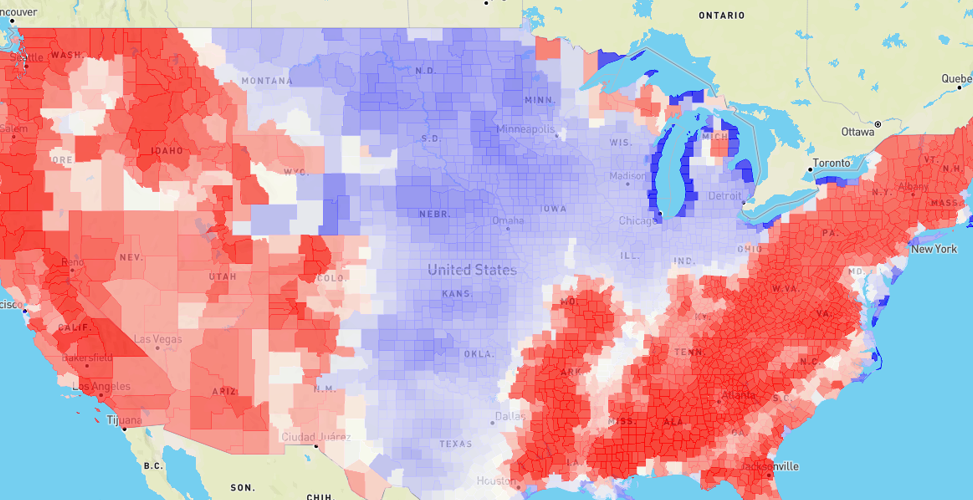 ncouver
ONTARIO
Seattle
WASH.
N.D.
MONTANA
Quebe
MINN.
Ottawa
Salem
Minneapolis
S.D.
WIS.
MICH
VT.
ORE
IDAHO
Toronto
N.H.
WYO.
Madison
Detroit
N.Y.
Albany
MASS.
NEBR.
Omaha
IOWA
Chicago
PA.
New York
Reno
NEV.
UTAH
COLO.
United States
ILL.
IND.
OHIO
MD.
KANS.
W.VA.
cisco
MO.
KY.
VA.
CALIF.
Las Vegas
OKLA.
TENN.
N.C.
Bakersfield
ARK
Los Angeles
ARIZ.
N.M.
Atlanta
S.C.
Tijuana
Dallas
MISS.
ALA.
GA.
Ciudad Juárez
TEXAS
B.C.
LA.
Jacksonville
SON.
Houston
CHIH.